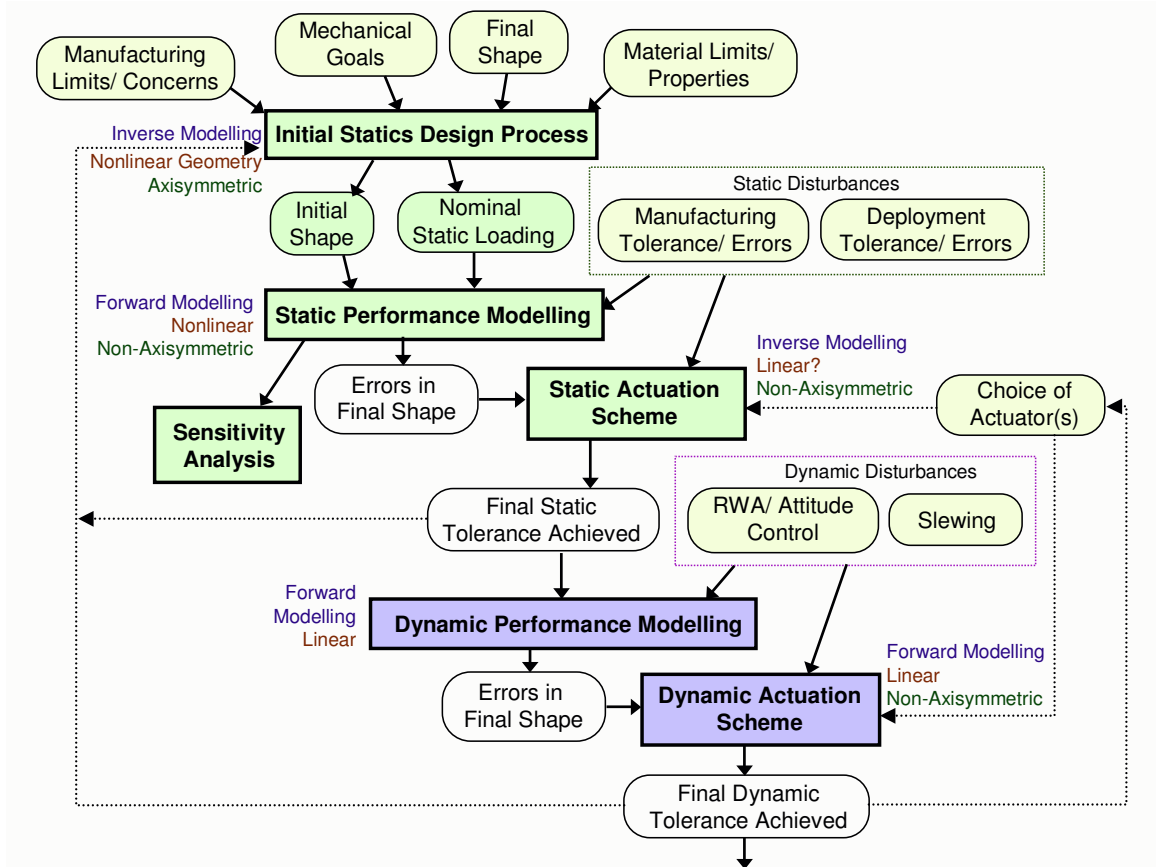 Manufacturing
Limits/ Concerns
Mechanical
Goals
Final
Shape
Material Limits/
Properties
Inverse Modelling
Nonlinear Geometry
Axisymmetric
Initial Statics Design Process
Initial
Shape
Nominal
Static Loading
Static Disturbances
Manufacturing
Tolerance/ Errors
Deployment
Tolerance/ Errors
Forward Modelling
Nonlinear
Non-Axisymmetric
Static Performance Modelling
Sensitivity
Analysis
Errors in
Final Shape
Static Actuation
Scheme
Inverse Modelling
Linear?
Non-Axisymmetric
Choice of
Actuator(s)
Final Static
Tolerance Achieved
Dynamic Disturbances
RWA/ Attitude
Control
Slewing
Forward
Modelling
Linear
Dynamic Performance Modelling
Errors in
Final Shape
Dynamic Actuation
Scheme
Forward Modelling
Linear
Non-Axisymmetric
Final Dynamic
Tolerance Achieved